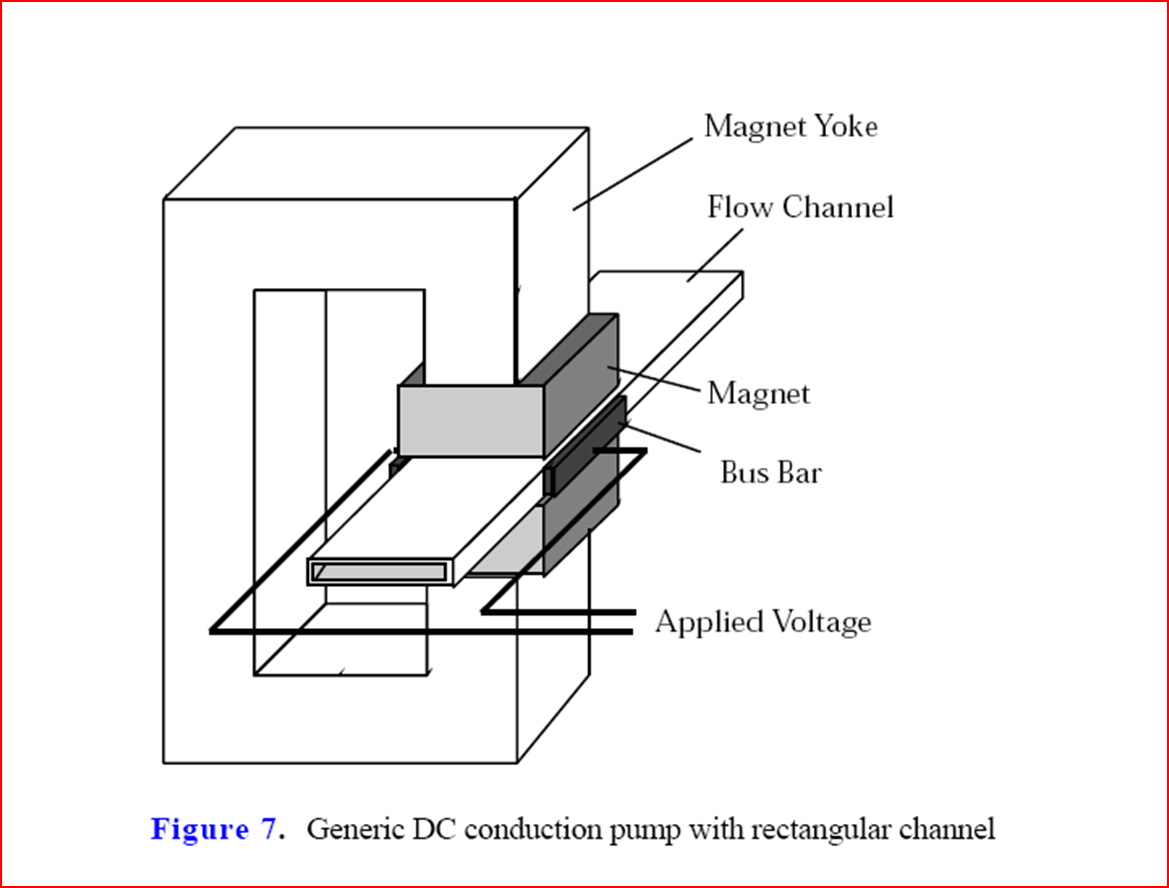 Magnet Yoke
Flow Channel
Magnet
Bus Bar
Applied Voltage
Figure 7. Generic DC conduction pump with rectangular channel